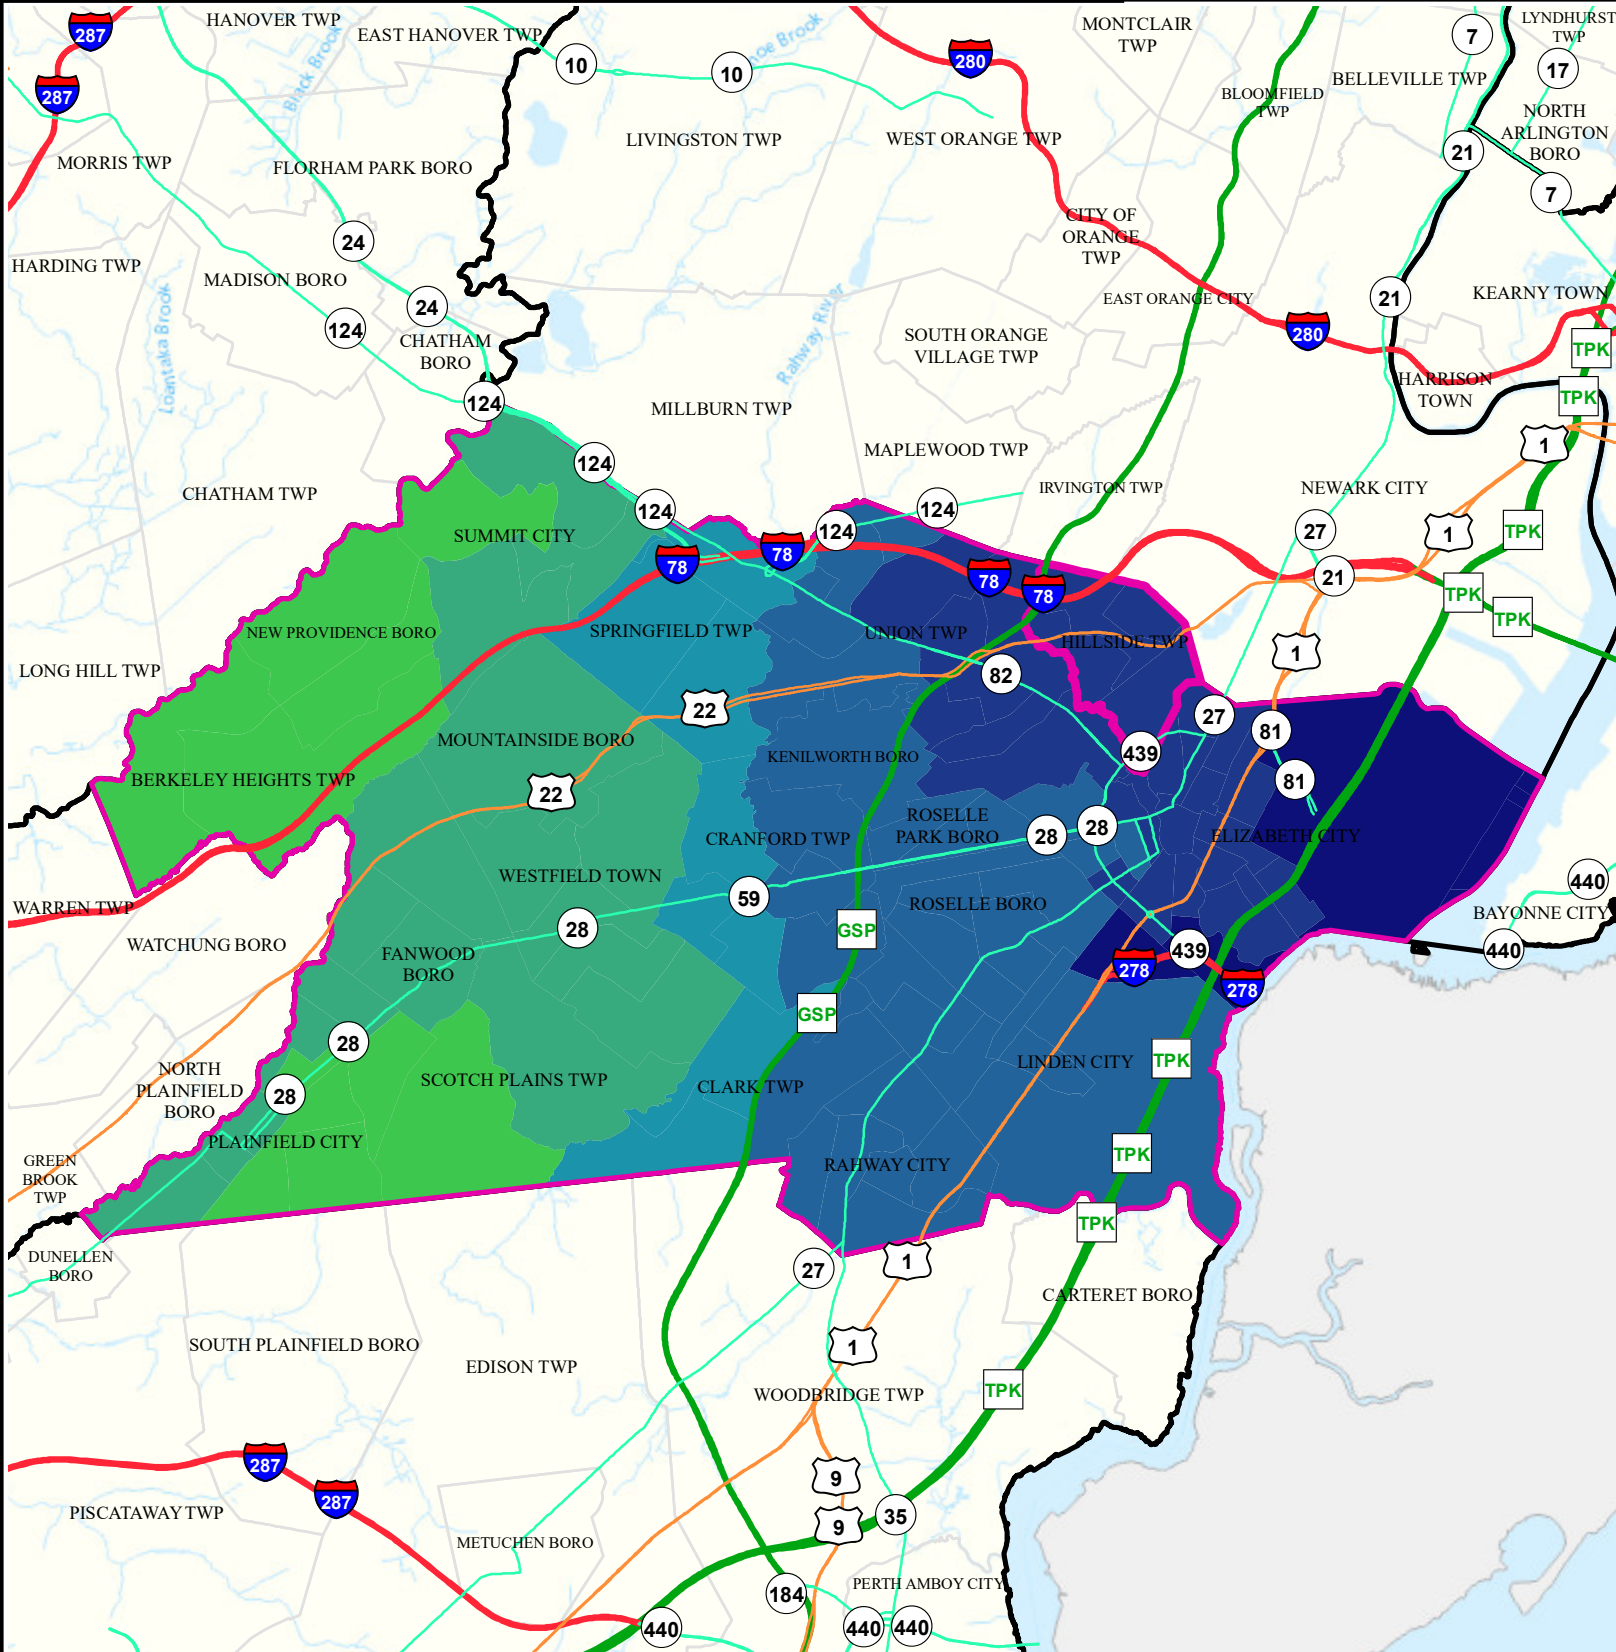 HANOVER TWP
EAST HANOVER TWP
MONTCLAIR
TWP
LYNDHURST
TWP
287
10
10
280
7
17
BELLEVILLE TWP
287
Black Brook
BLOOMFIELD
TWP
NORTH
ARLINGTON
BORO
LIVINGSTON TWP
WEST ORANGE TWP
21
MORRIS TWP
FLORHAM PARK BORO
7
CITY OF
ORANGE
TWP
24
HARDING TWP
MADISON BORO
24
Loantaka Brook
124
CHATHAM
BORO
Rahway River
SOUTH ORANGE
VILLAGE TWP
EAST ORANGE CITY
21
KEARNY TOWN
280
TPK
HARRISON
TOWN
TPK
124
MILLBURN TWP
MAPLEWOOD TWP
1
124
CHATHAM TWP
IRVINGTON TWP
NEWARK CITY
124
124
124
SUMMIT CITY
27
1
TPK
78
78
78
78
21
TPK
TPK
NEW PROVIDENCE BORO
SPRINGFIELD TWP
UNION TWP
HILLSIDE TWP
1
LONG HILL TWP
82
22
27
81
MOUNTAINSIDE BORO
KENILWORTH BORO
439
BERKELEY HEIGHTS TWP
22
81
CRANFORD TWP
ROSELLE
PARK BORO
28
28
ELIZABETH CITY
WESTFIELD TOWN
59
ROSELLE BORO
440
WARREN TWP
28
GSP
BAYONNE CITY
WATCHUNG BORO
FANWOOD
BORO
439
440
278
278
GSP
28
NORTH
PLAINFIELD
BORO
28
SCOTCH PLAINS TWP
CLARK TWP
LINDEN CITY
TPK
PLAINFIELD CITY
RAHWAY CITY
TPK
GREEN
BROOK
TWP
TPK
DUNELLEN
BORO
27
1
CARTERET BORO
SOUTH PLAINFIELD BORO
EDISON TWP
1
WOODBRIDGE TWP
TPK
287
287
9
PISCATAWAY TWP
9
35
METUCHEN BORO
184
PERTH AMBOY CITY
440
440
440